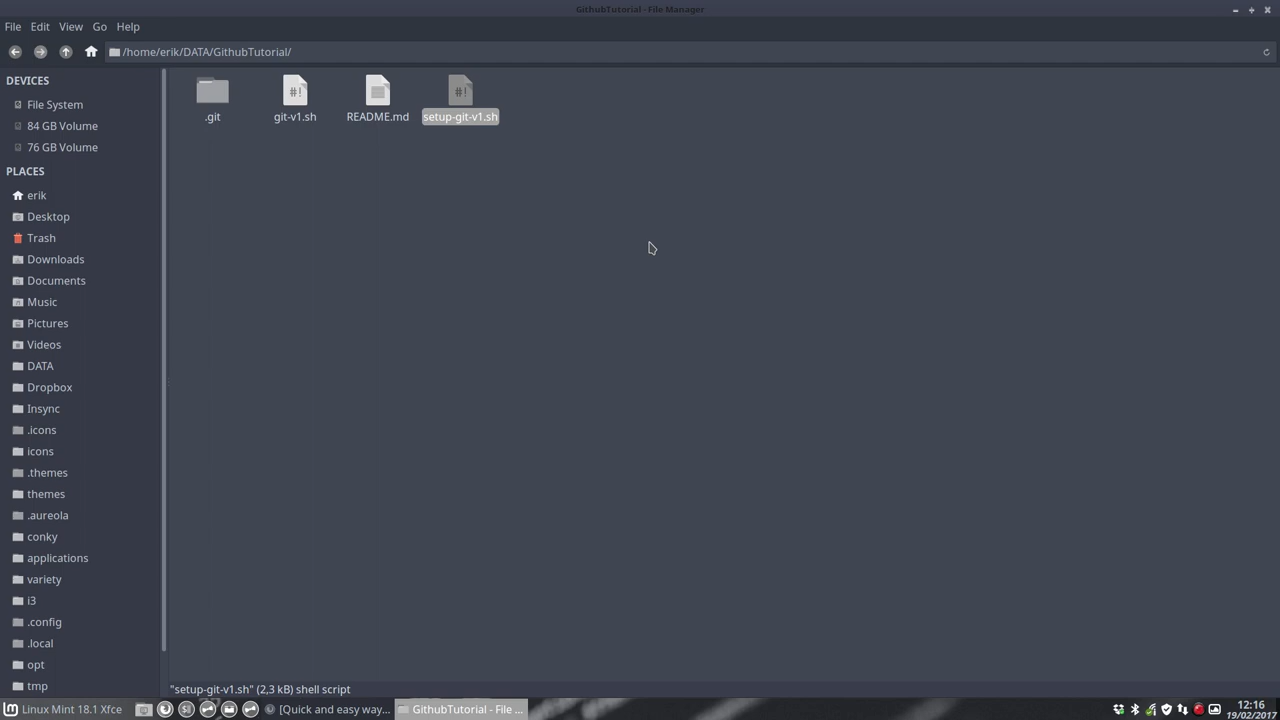 GithubTutorial - File Manager
File Edit View Go Help
/home/erik/DATA/GithubTutorial/
DEVICES
File System
84 GB Volume
76 GB Volume
PLACES
erik
Desktop
Trash
Downloads
Documents
Music
Pictures
Videos
DATA
Dropbox
Insync
.icons
icons
.themes
themes
.aureola
conky
applications
variety
i3
.config
.local
opt
tmp
.git
#!
git-v1.sh
README.md
#!
setup-git-v1.sh
"setup-git-v1.sh" (2,3 kB) shell script
Linux Mint 18.1 Xfce
[Quick and easy way...
GithubTutorial - File ...
12:16
19/02/2017